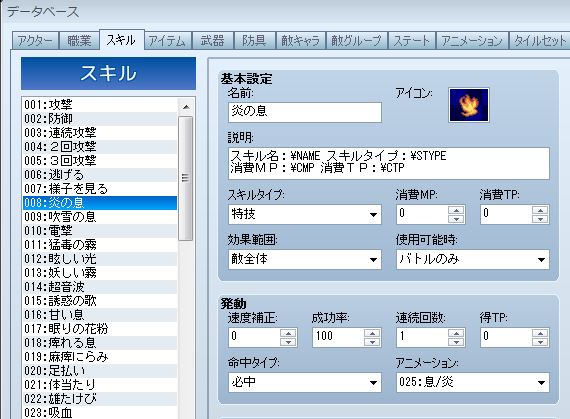 データベース
アクター 職業 スキル アイテム 武器 防具 敵キャラ 敵グループ ステート アニメーション タイルセット
スキル
001:攻撃
002:防御
003:連続攻撃
004:２回攻撃
005:３回攻撃
006:逃げる
007:様子を見る
008:炎の息
009:吹雪の息
010:電撃
011:猛毒の霧
012:眩しい光
013:妖しい霧
014:超音波
015:誘惑の歌
016:甘い息
017:眠りの花粉
018:痺れる息
019:麻痺にらみ
020:足払い
021:体当たり
022:雄たけび
023:吸血
基本設定
名前: アイコン:
炎の息
説明:
スキル名：¥NAME スキルタイプ：¥STYPE
消費ＭＰ：¥CMP 消費ＴＰ：¥CTP
スキルタイプ: 消費MP: 消費TP:
特技 0 0
効果範囲: 使用可能時:
敵全体 バトルのみ
発動
速度補正: 成功率: 連続回数: 得TP:
0 100 1 0
命中タイプ: アニメーション:
必中 025:息/炎